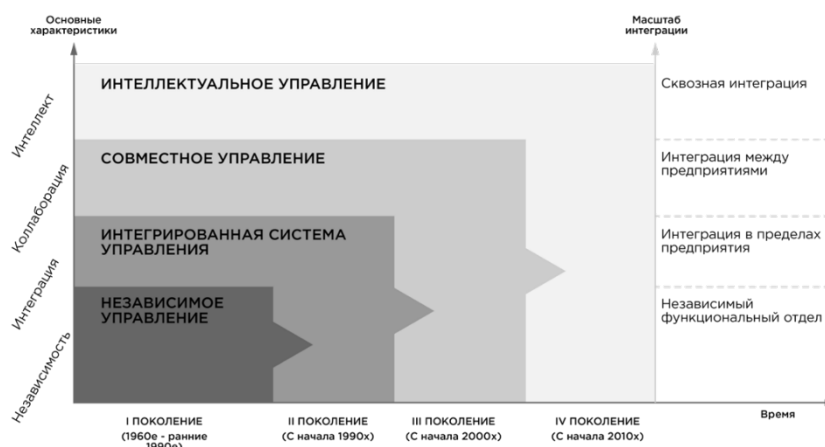 Основные
характеристики
Масштаб
интеграции
ИНТЕЛЛЕКТУАЛЬНОЕ УПРАВЛЕНИЕ
Сквозная интеграция
Интеллект
СОВМЕСТНОЕ УПРАВЛЕНИЕ
Интеграция между
предприятиями
Коллаборация
ИНТЕГРИРОВАННАЯ СИСТЕМА
УПРАВЛЕНИЯ
Интеграция в пределах
предприятия
Интеграция
НЕЗАВИСИМОЕ
УПРАВЛЕНИЕ
Независимый
функциональный отдел
Независимость
I ПОКОЛЕНИЕ
(1960е - ранние
1990е)
II ПОКОЛЕНИЕ
(С начала 1990х)
III ПОКОЛЕНИЕ
(С начала 2000х)
IV ПОКОЛЕНИЕ
(С начала 2010х)
Время